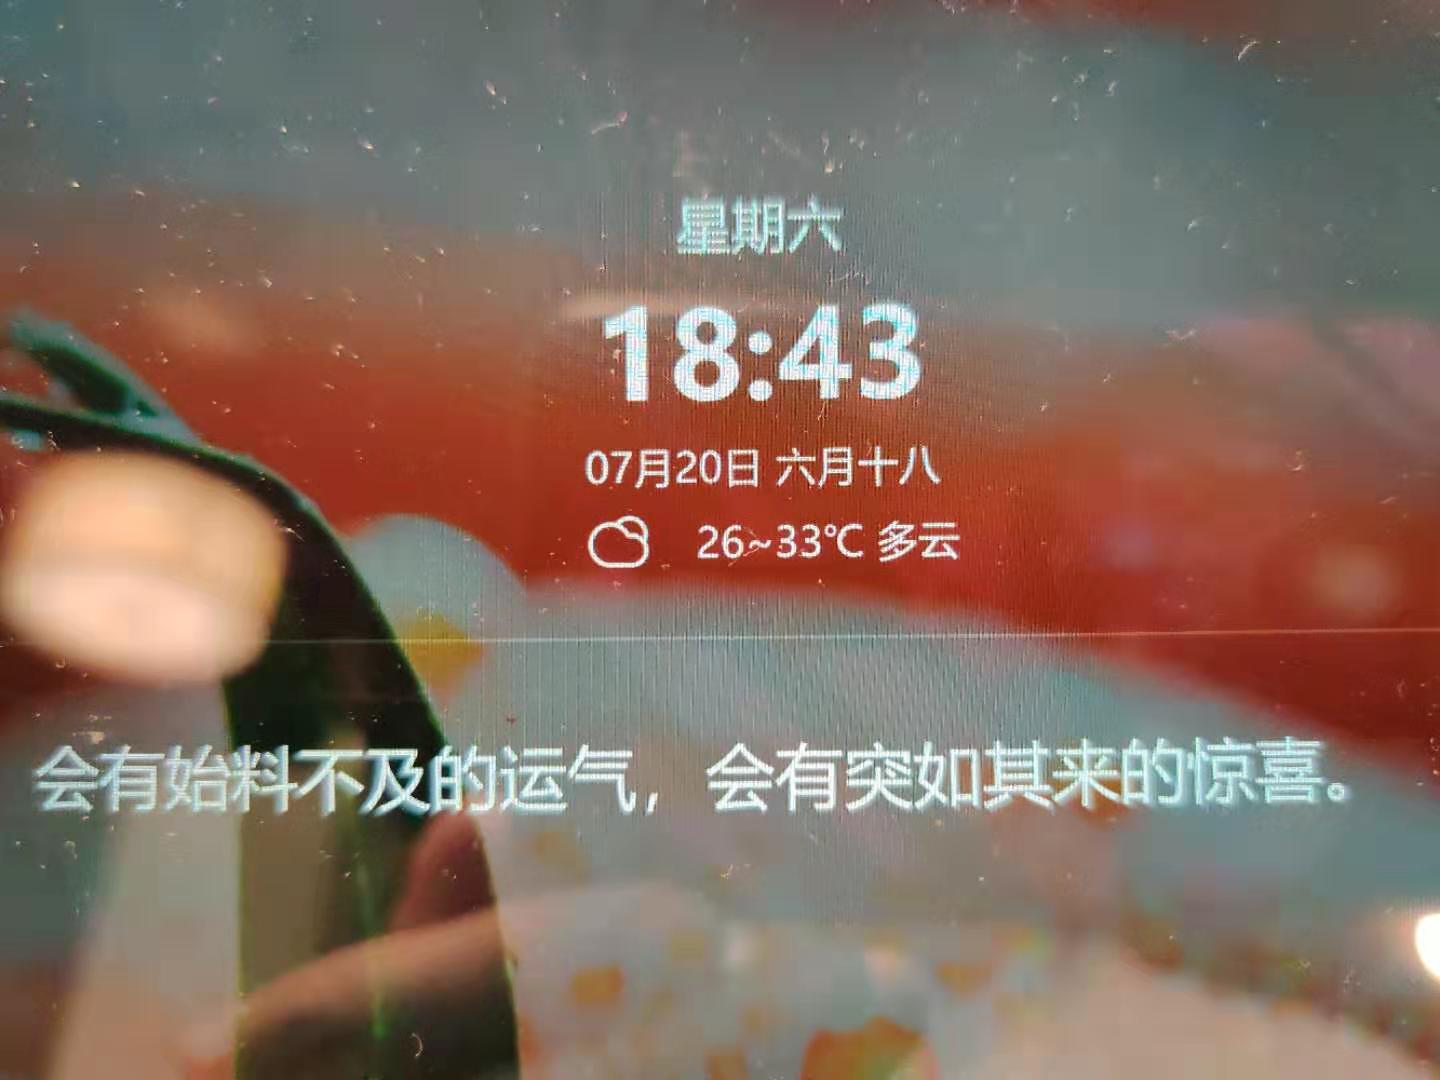 星期六
18:43
07月20日 六月十八
26~33℃ 多云
会有始料不及的运气，会有突如其来的惊喜。